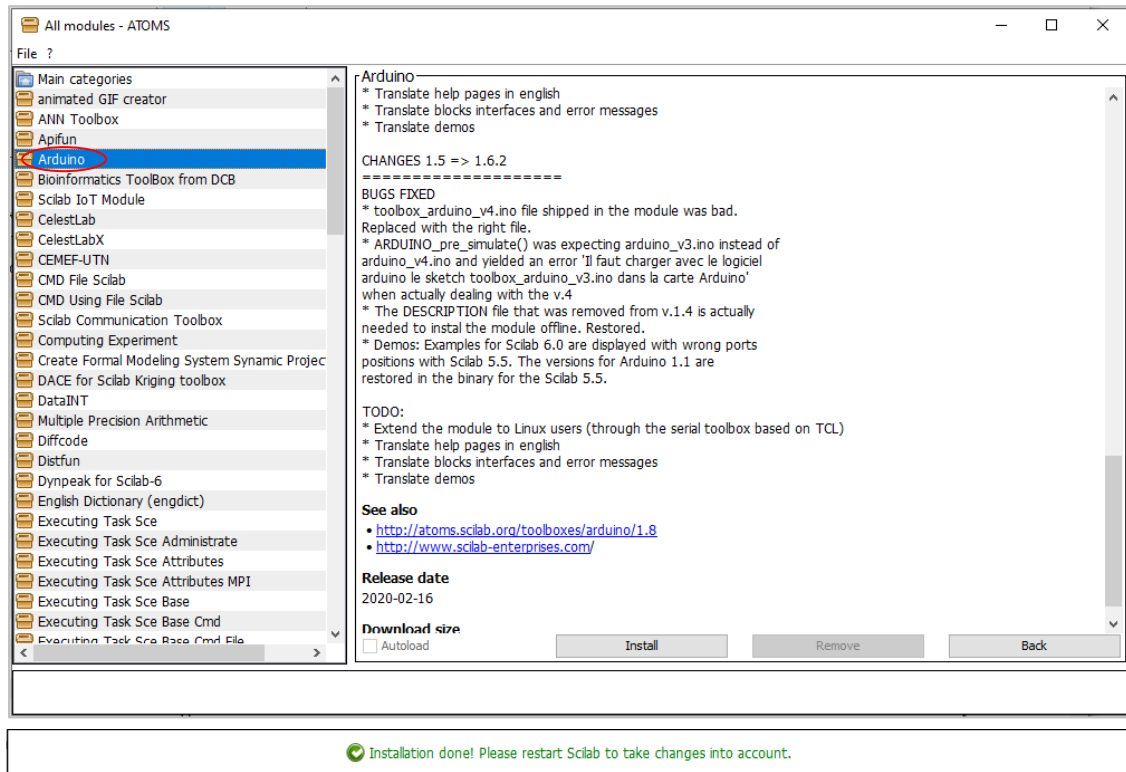 All modules - ATOMS
File ?
Main categories
animated GIF creator
ANN Toolbox
Apifun
Arduino
Bioinformatics ToolBox from DCB
Scilab IoT Module
CelestLab
CelestLabX
CEMEF-UTN
CMD File Scilab
CMD Using File Scilab
Scilab Communication Toolbox
Computing Experiment
Create Formal Modeling System Synamic Projec
DACE for Scilab Kriging toolbox
DataINT
Multiple Precision Arithmetic
Diffcode
Distfun
Dynpeak for Scilab-6
English Dictionary (engdict)
Executing Task Sce
Executing Task Sce Administrate
Executing Task Sce Attributes
Executing Task Sce Attributes MPI
Executing Task Sce Base
Executing Task Sce Base Cmd
Executing Task Sce Base Cmd File
Arduino
* Translate help pages in english
* Translate blocks interfaces and error messages
* Translate demos
CHANGES 1.5 => 1.6.2
====================
BUGS FIXED
* toolbox_arduino_v4.ino file shipped in the module was bad.
Replaced with the right file.
* ARDUINO_pre_simulate() was expecting arduino_v3.ino instead of
arduino_v4.ino and yielded an error 'Il faut charger avec le logiciel
arduino le sketch toolbox_arduino_v3.ino dans la carte Arduino'
when actually dealing with the v.4
* The DESCRIPTION file that was removed from v.1.4 is actually
needed to instal the module offline. Restored.
* Demos: Examples for Scilab 6.0 are displayed with wrong ports
positions with Scilab 5.5. The versions for Arduino 1.1 are
restored in the binary for the Scilab 5.5.
TODO:
* Extend the module to Linux users (through the serial toolbox based on TCL)
* Translate help pages in english
* Translate blocks interfaces and error messages
* Translate demos
See also
• http://atoms.scilab.org/toolboxes/arduino/1.8
• http://www.scilab-enterprises.com/
Release date
2020-02-16
Download size
Autoload
Install
Remove
Back
Installation done! Please restart Scilab to take changes into account.